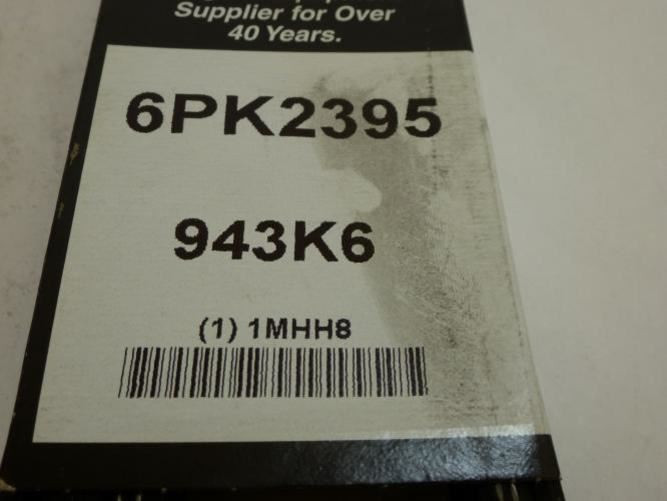 Supplier for Over
40 Years.
6PK2395
943K6
(1) 1MHH8